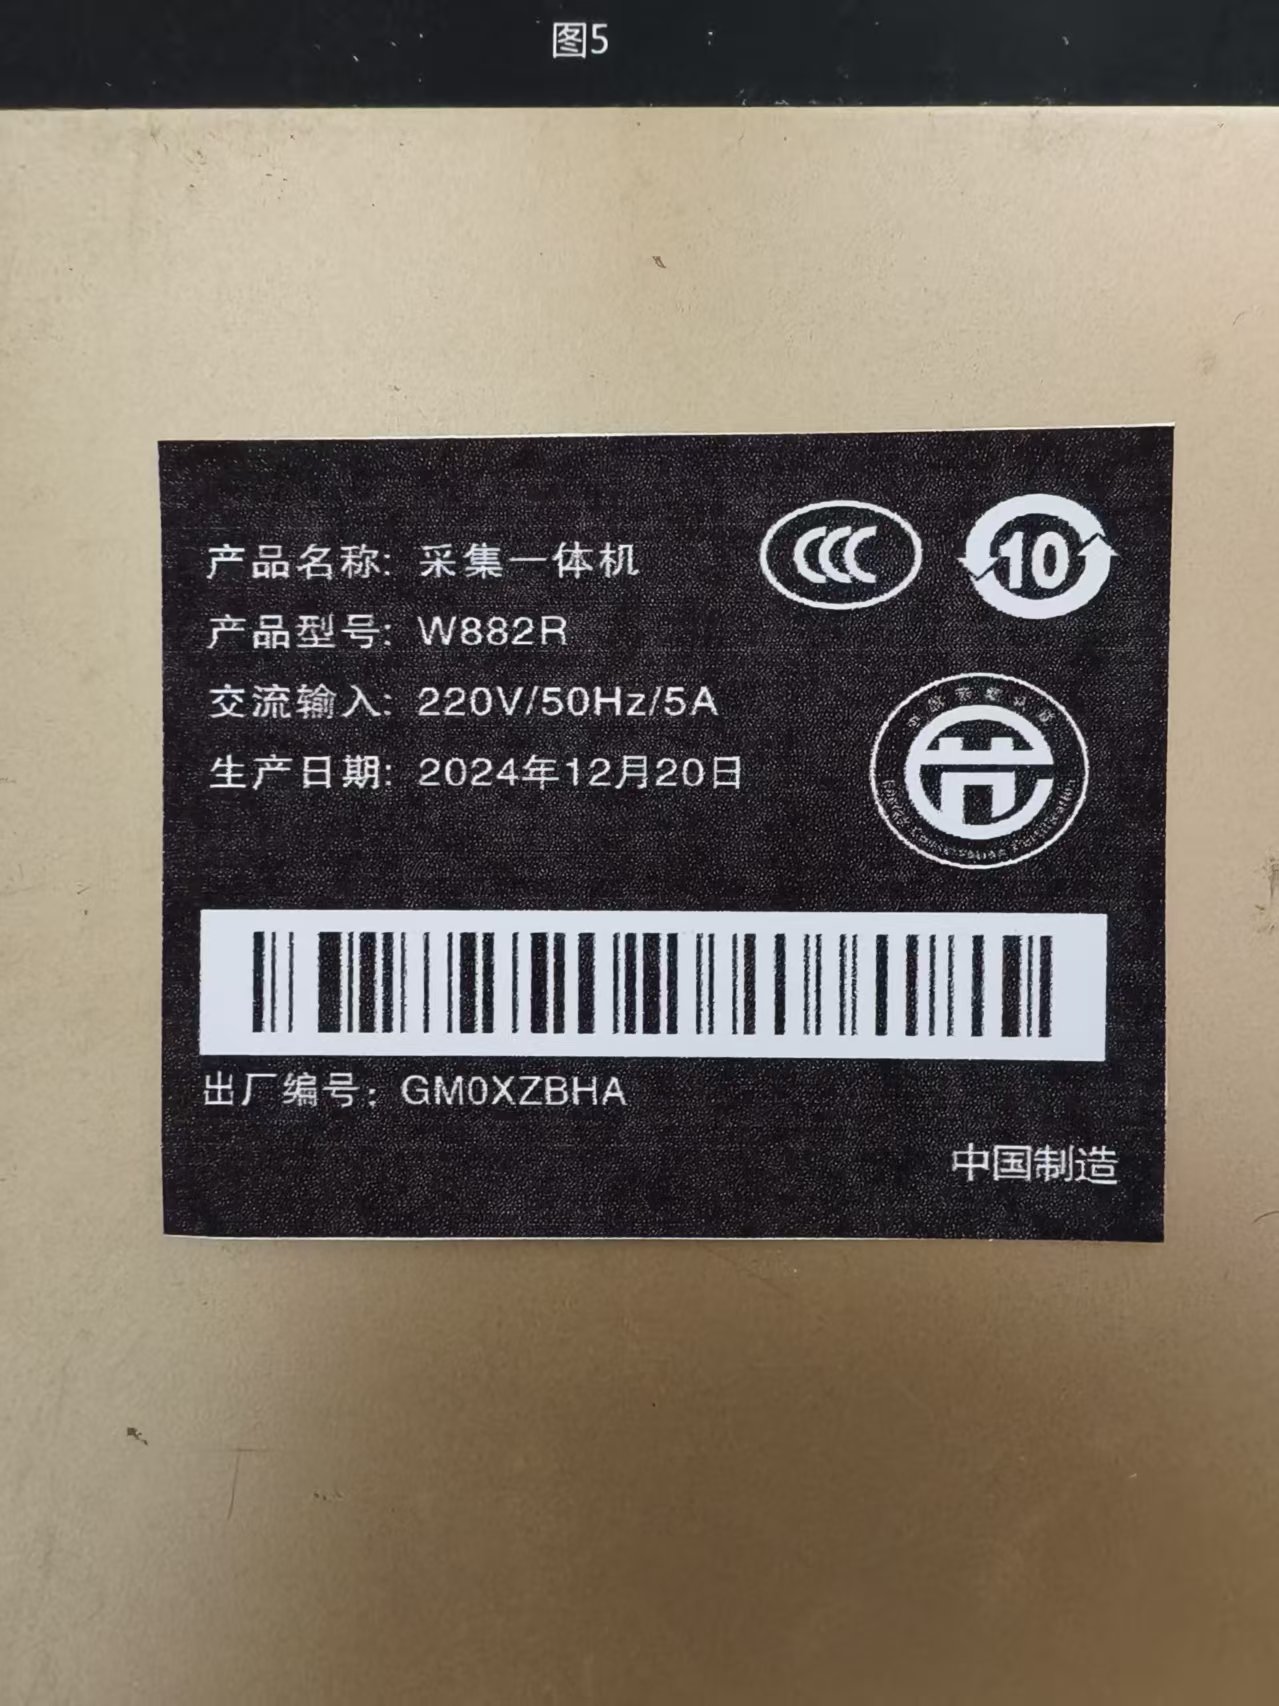 图5
产品名称: 采集一体机
产品型号: W882R
交流输入: 220V/50Hz/5A
生产日期: 2024年12月20日
CCC
10
出厂编号: GM0XZBHA
中国制造